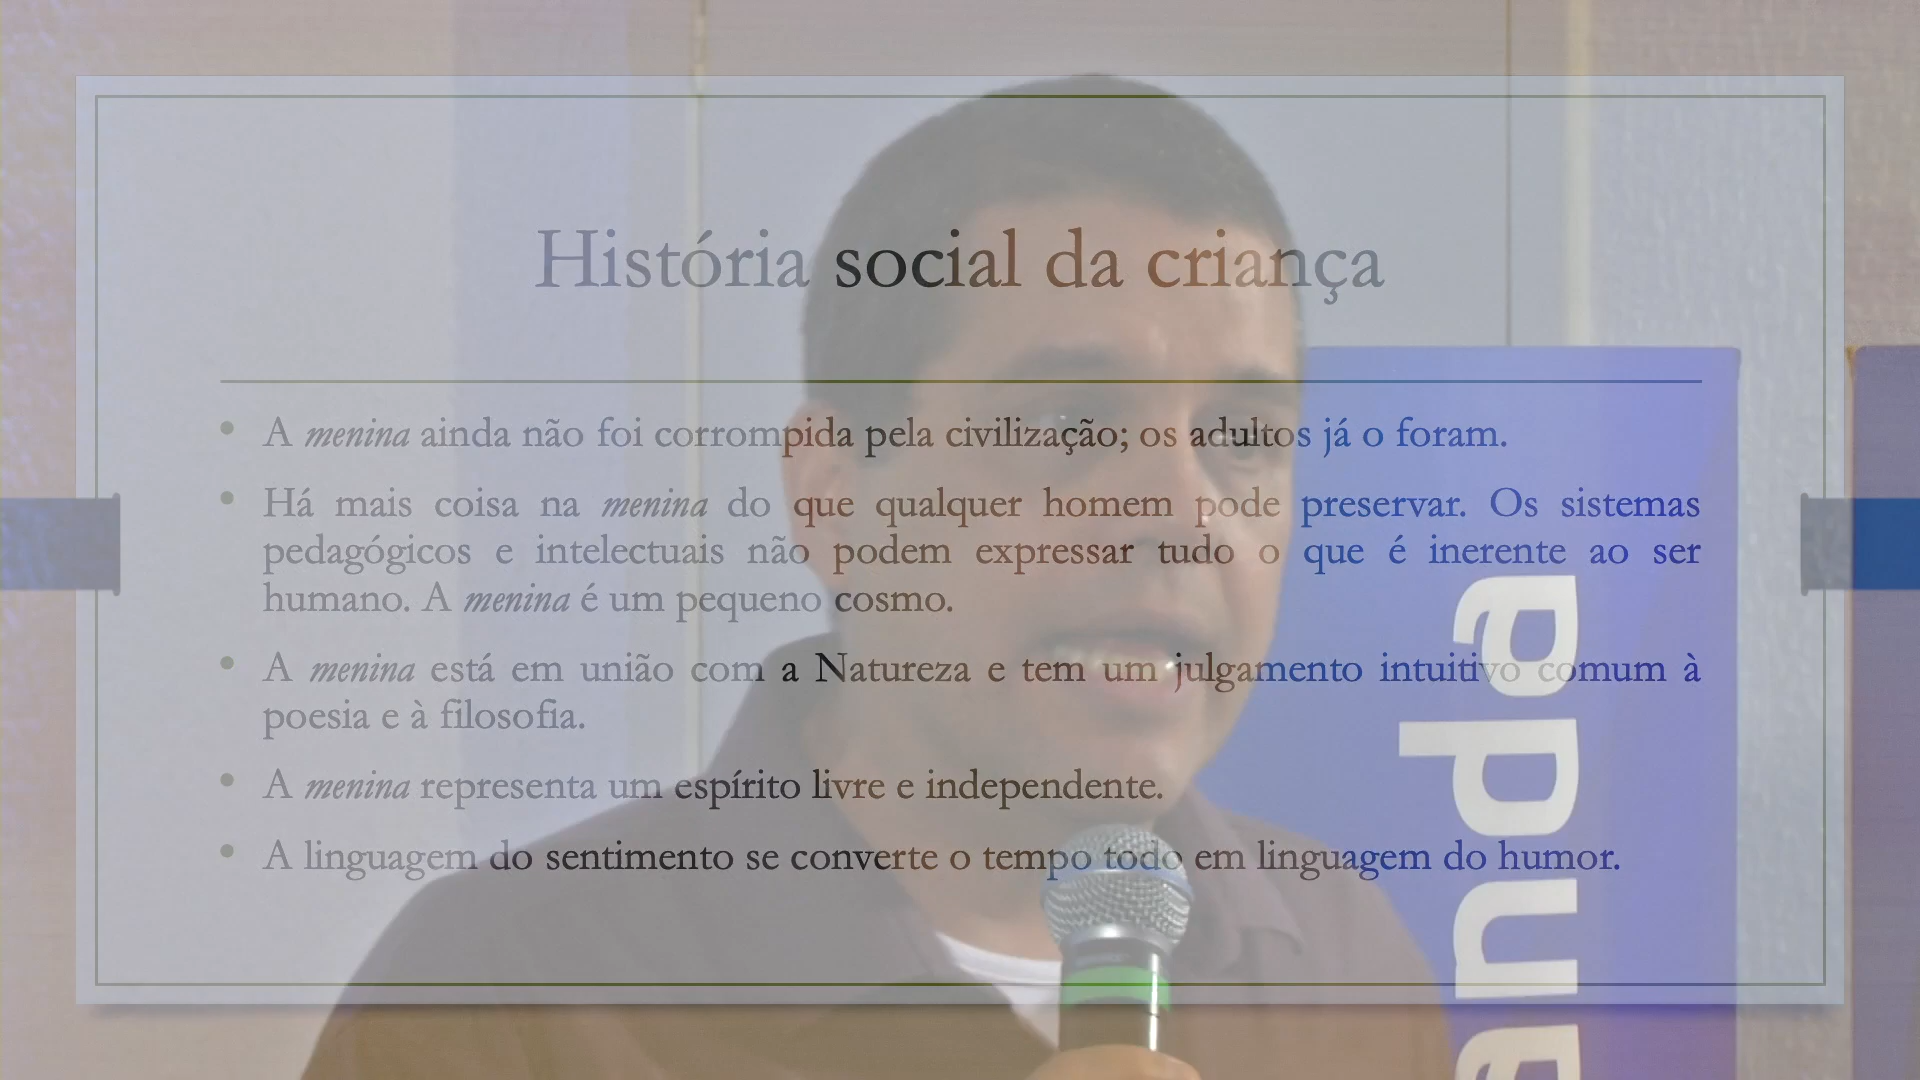 História social da criança
• A menina ainda não foi corrompida pela civilização; os adultos já o foram.
• Há mais coisa na menina do que qualquer homem pode preservar. Os sistemas
pedagógicos e intelectuais não podem expressar tudo o que é inerente ao ser
humano. A menina é um pequeno cosmo.
• A menina está em união com a Natureza e tem um julgamento intuitivo comum à
poesia e à filosofia.
• A menina representa um espírito livre e independente.
• A linguagem do sentimento se converte o tempo todo em linguagem do humor.
anda